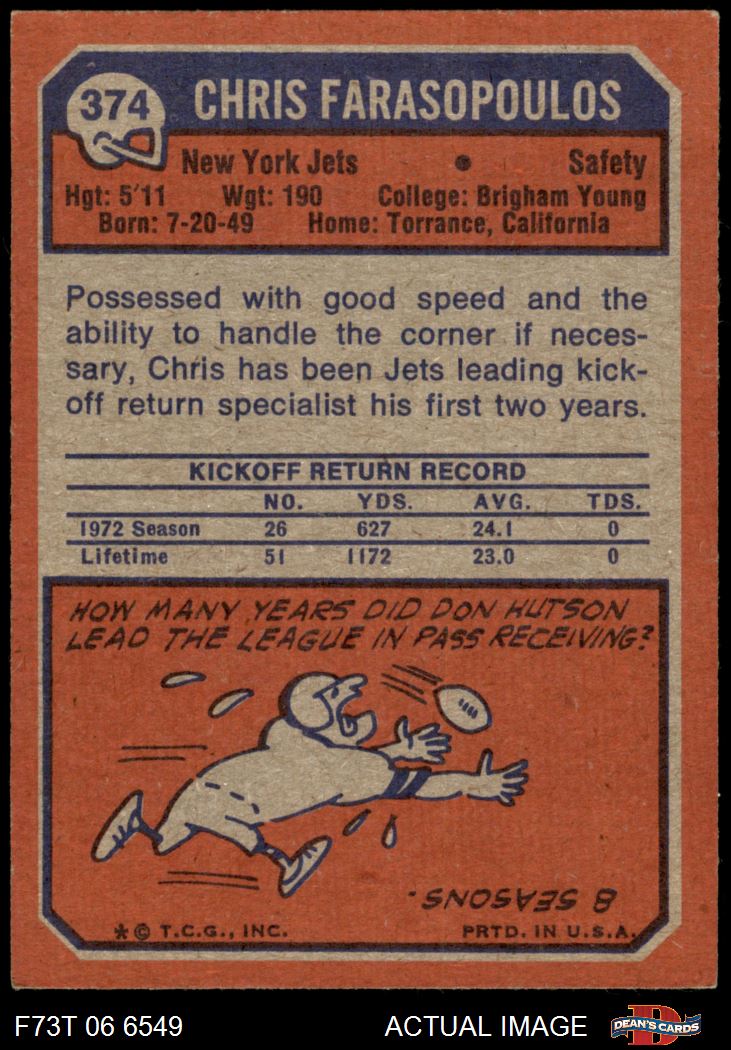 374
CHRIS FARASOPOULOS
New York Jets • Safety
Hgt: 5'11 Wgt: 190 College: Brigham Young
Born: 7-20-49 Home: Torrance, California
Possessed with good speed and the
ability to handle the corner if neces-
sary, Chris has been Jets leading kick-
off return specialist his first two years.
KICKOFF RETURN RECORD
NO. YDS. AVG. TDS.
1972 Season 26 627 24.1 0
Lifetime 51 1172 23.0 0
HOW MANY YEARS DID DON HUTSON
LEAD THE LEAGUE IN PASS RECEIVING?
8 SEASONS.
* © T.C.G., INC. PRTD. IN U.S.A.
F73T 06 6549 ACTUAL IMAGE
D
DEAN'S CARDS